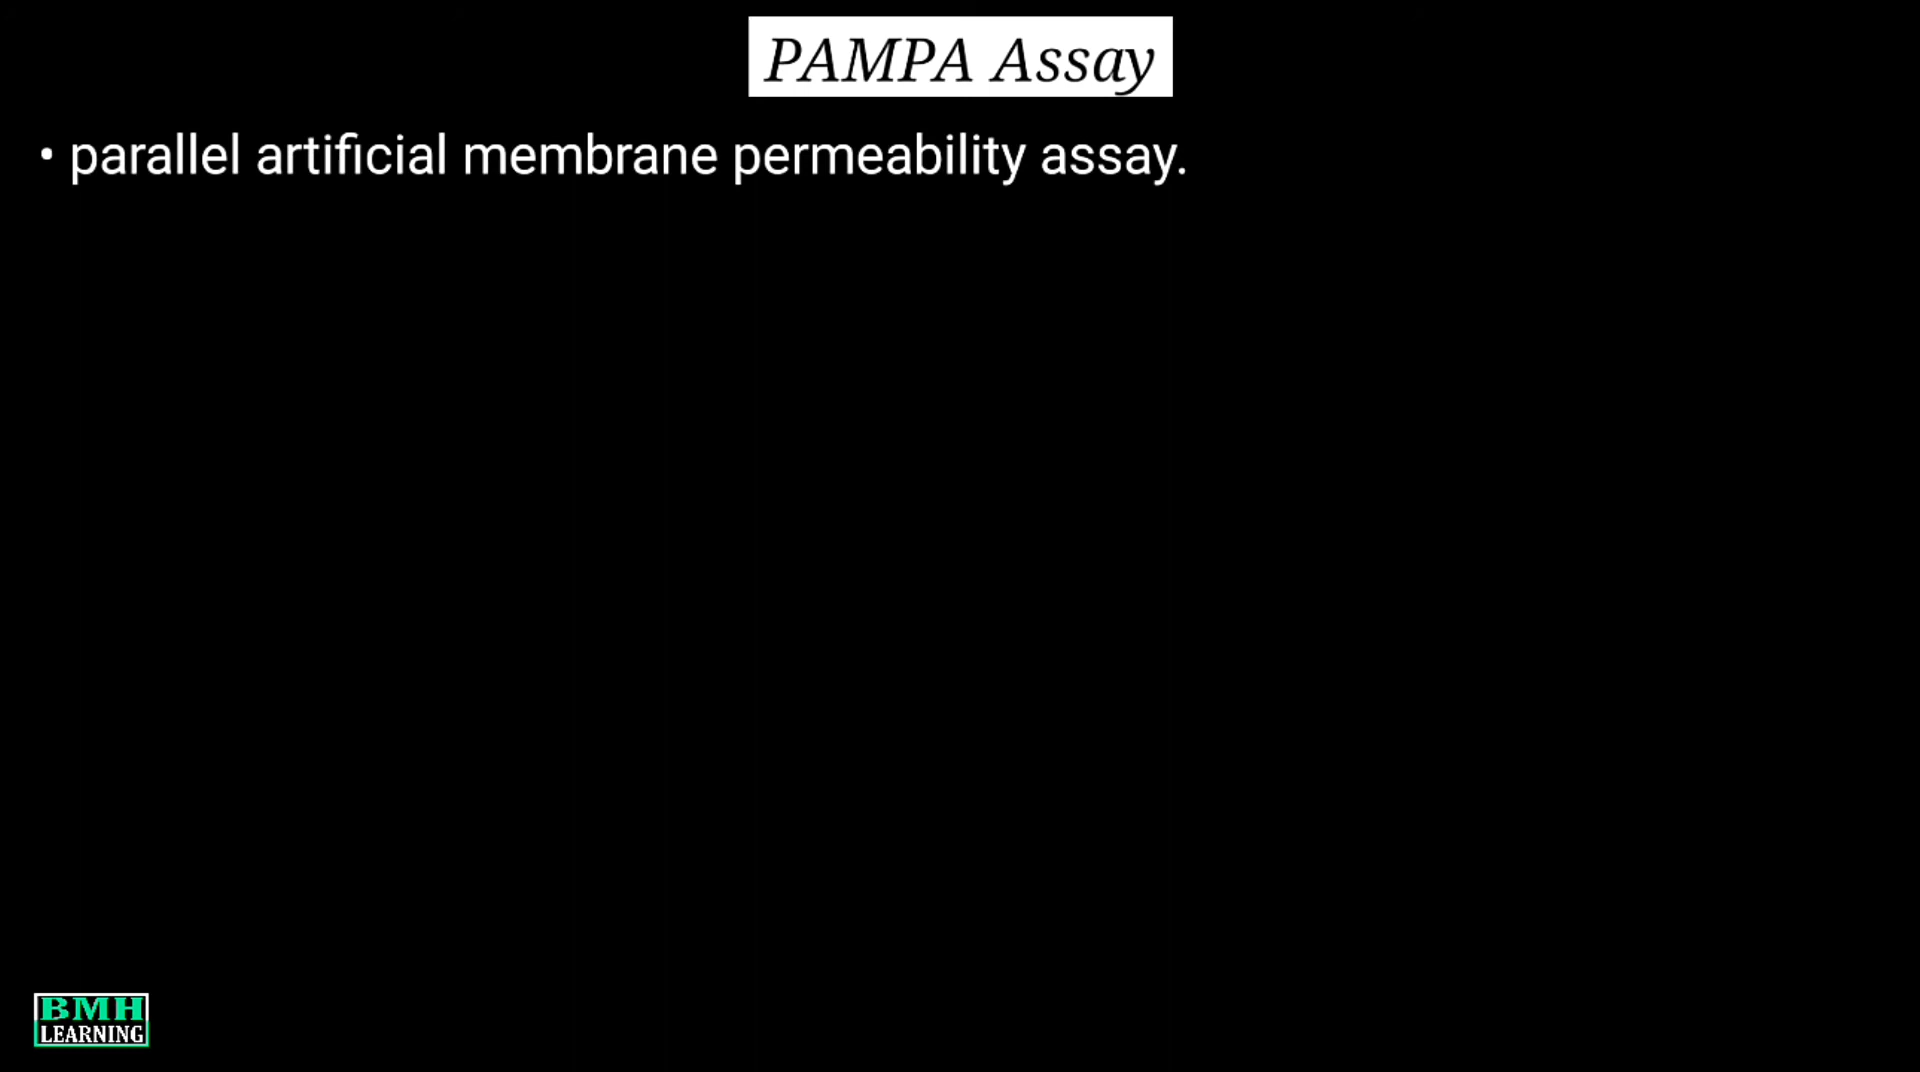 PAMPA Assay
• parallel artificial membrane permeability assay.
BMH
LEARNING